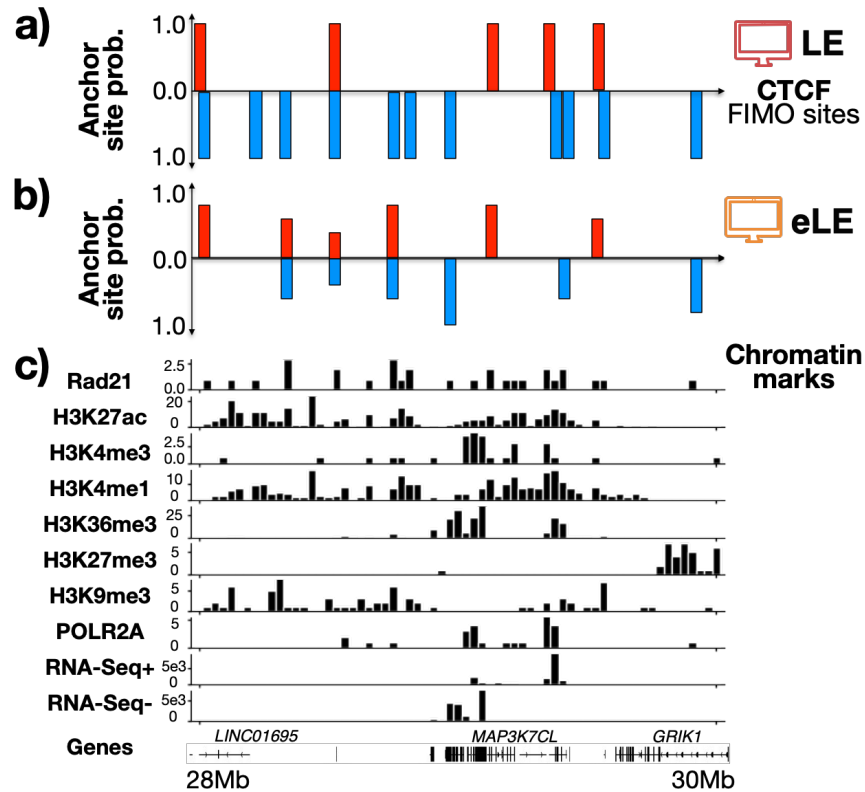 a)
1.0
LE
Anchor
site prob.
0.0
CTCF
FIMO sites
1.0
b)
1.0
eLE
Anchor
site prob.
0.0
1.0
Chromatin
marks
c)
Rad21
2.5
0.0
H3K27ac
20
0
H3K4me3
2.5
0.0
H3K4me1
10
0
H3K36me3
25
0
H3K27me3
5
0
H3K9me3
5
0
POLR2A
5
0
RNA-Seq+
5e3
0
RNA-Seq-
5e3
0
Genes
LINC01695 MAP3K7CL GRIK1
28Mb 30Mb